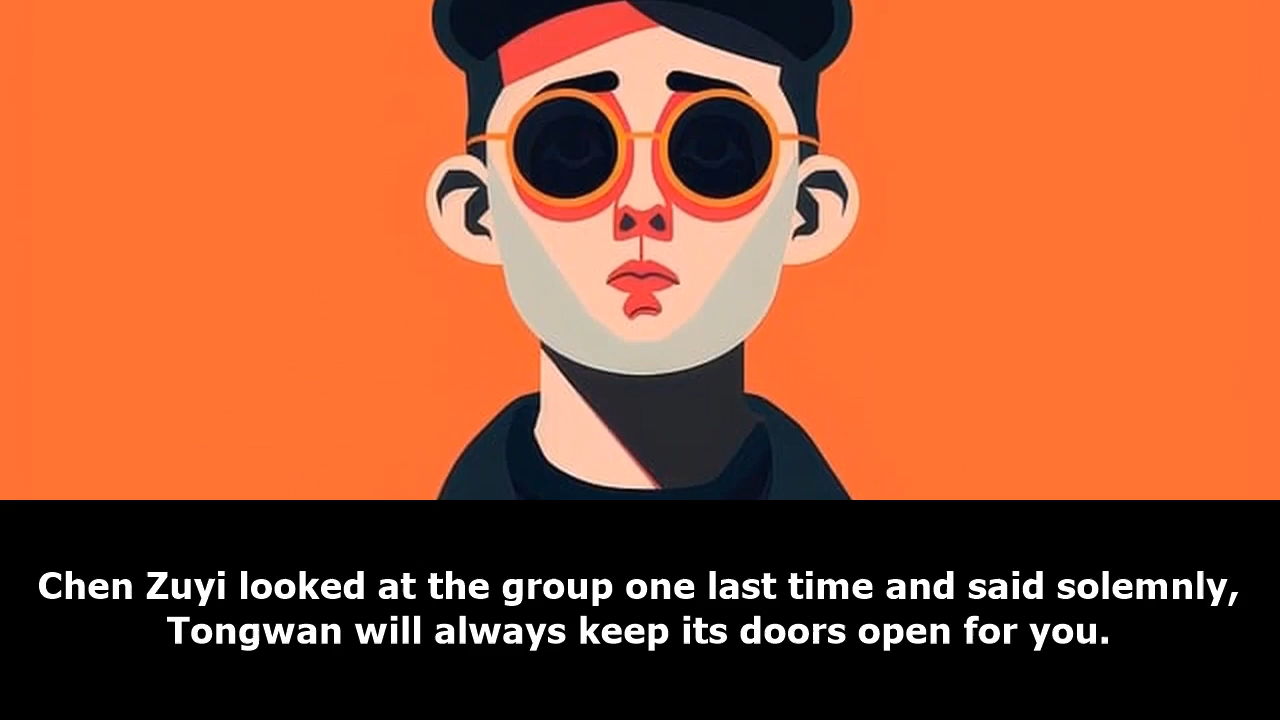 Chen Zuyi looked at the group one last time and said solemnly,
Tongwan will always keep its doors open for you.